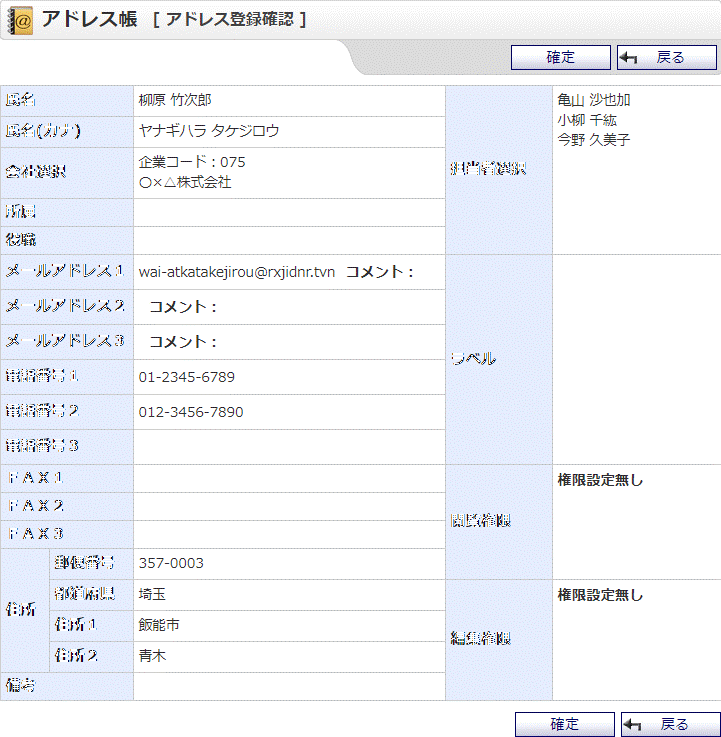 アドレス帳 [ アドレス登録確認 ]
確定 戻る
氏名 柳原 竹次郎
氏名(カナ) ヤナギハラ タケジロウ
会社選択 企業コード：075
〇×△株式会社
所属
役職
メールアドレス１ wai-atkatakejirou@rxjidnr.tvn コメント：
メールアドレス２ コメント：
メールアドレス３ コメント：
電話番号１ 01-2345-6789
電話番号２ 012-3456-7890
電話番号３
ＦＡＸ１
ＦＡＸ２
ＦＡＸ３
住所
郵便番号 357-0003
都道府県 埼玉
住所１ 飯能市
住所２ 青木
備考
担当者選択
亀山 沙也加
小柳 千紘
今野 久美子
ラベル
閲覧権限 権限設定無し
編集権限 権限設定無し
確定 戻る